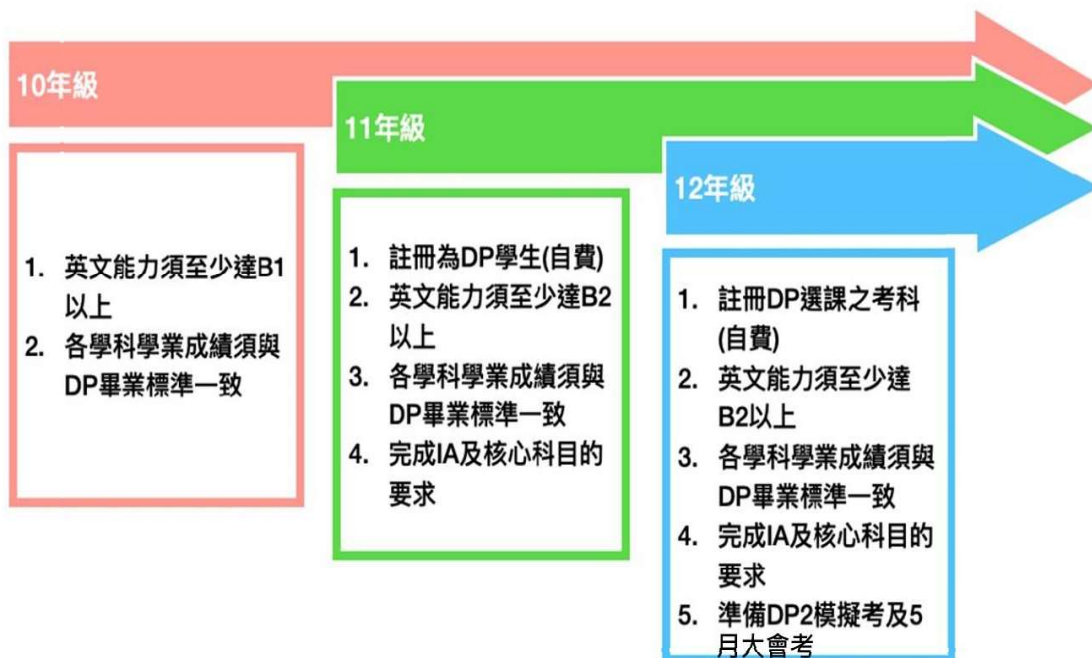 10年級
1. 英文能力須至少達B1
以上
2. 各學科學業成績須與
DP畢業標準一致
11年級
1. 註冊為DP學生(自費)
2. 英文能力須至少達B2
以上
3. 各學科學業成績須與
DP畢業標準一致
4. 完成IA及核心科目的
要求
12年級
1. 註冊DP選課之考科
(自費)
2. 英文能力須至少達
B2以上
3. 各學科學業成績須與
DP畢業標準一致
4. 完成IA及核心科目的
要求
5. 準備DP2模擬考及5
月大會考